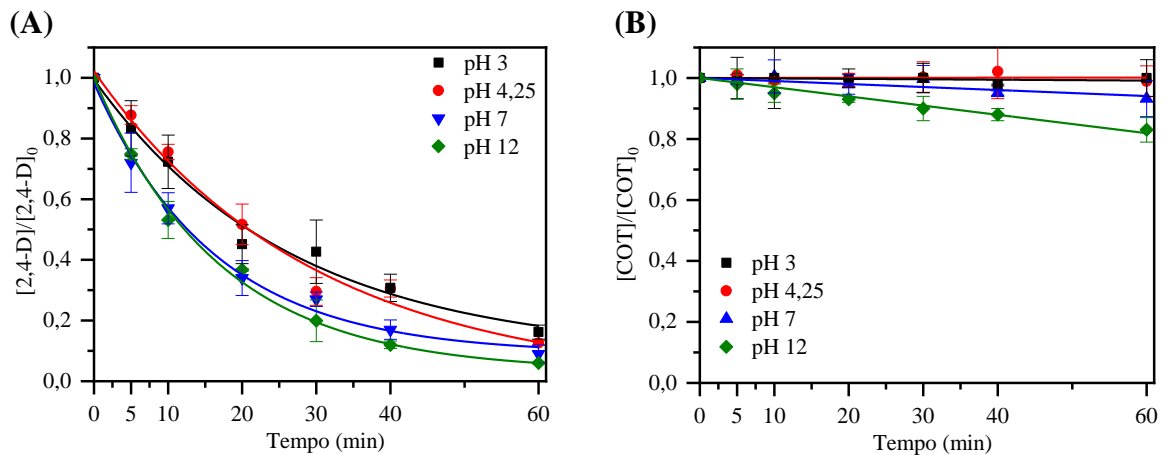 (A)
[2,4-D]/[2,4-D]0
1,0
0,8
0,6
0,4
0,2
0,0
pH 3
pH 4,25
pH 7
pH 12
0 5 10 20 30 40 60
Tempo (min)
(B)
[COT]/[COT]0
1,0
0,8
0,6
0,4
0,2
0,0
pH 3
pH 4,25
pH 7
pH 12
0 5 10 20 30 40 60
Tempo (min)